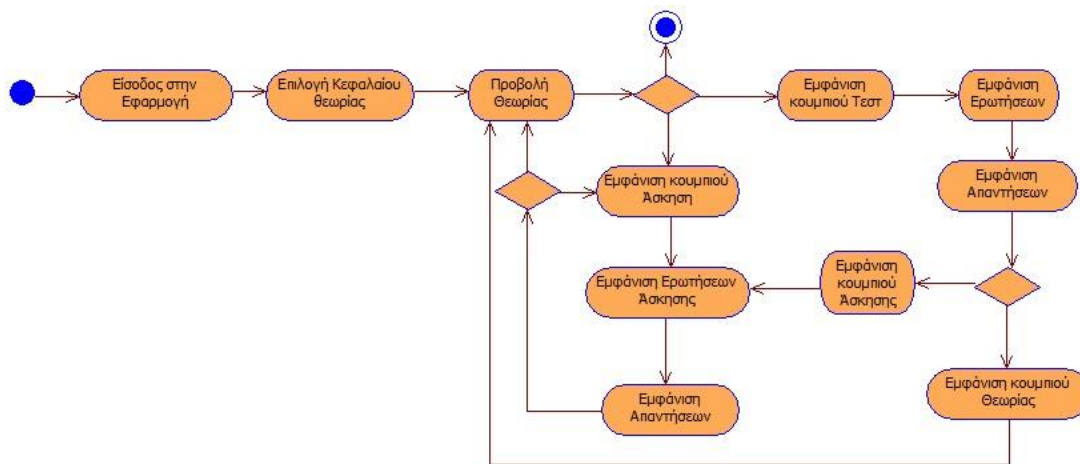 Είσοδος στην
Εφαρμογή
Επιλογή Κεφαλαίου
θεωρίας
Προβολή
Θεωρίας
Εμφάνιση
κουμπιού Τεστ
Εμφάνιση
Ερωτήσεων
Εμφάνιση
Απαντήσεων
Εμφάνιση κουμπιού
Άσκηση
Εμφάνιση
κουμπιού
Άσκησης
Εμφάνιση Ερωτήσεων
Άσκησης
Εμφάνιση κουμπιού
Θεωρίας
Εμφάνιση
Απαντήσεων